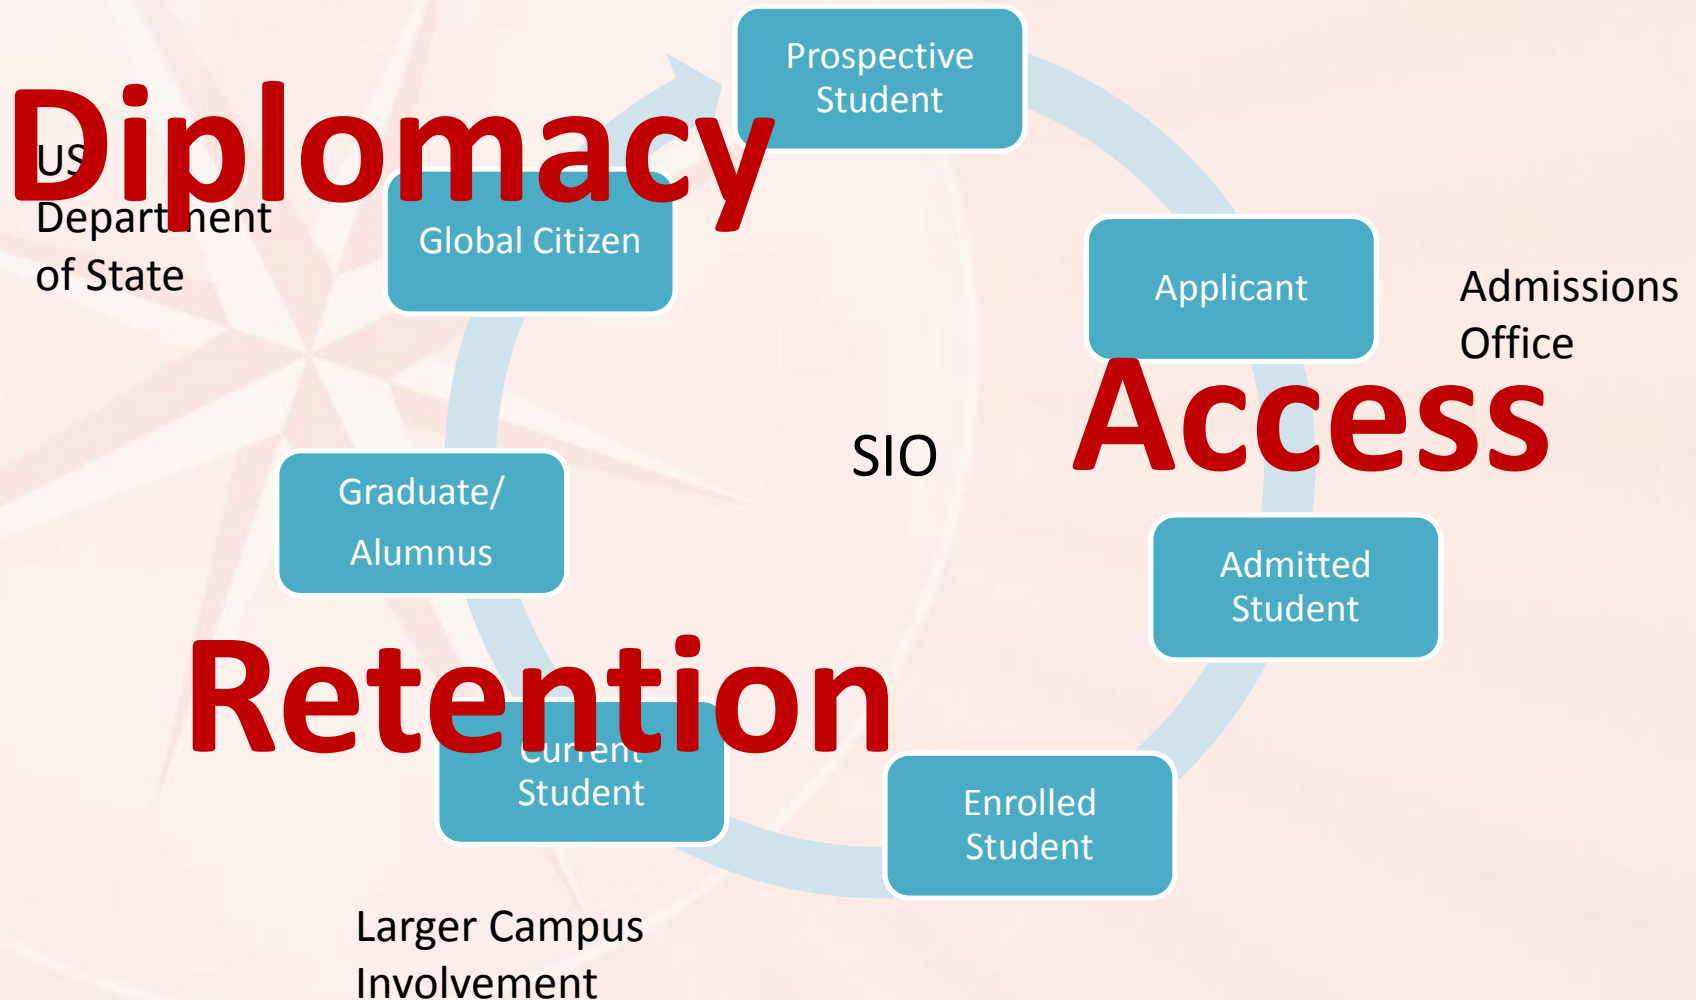 Prospective
Student
Diplomacy
US
Department
of State
Global Citizen
Applicant
Admissions
Office
Access
SIO
Graduate/
Alumnus
Admitted
Student
Retention
Current
Student
Enrolled
Student
Larger Campus
Involvement